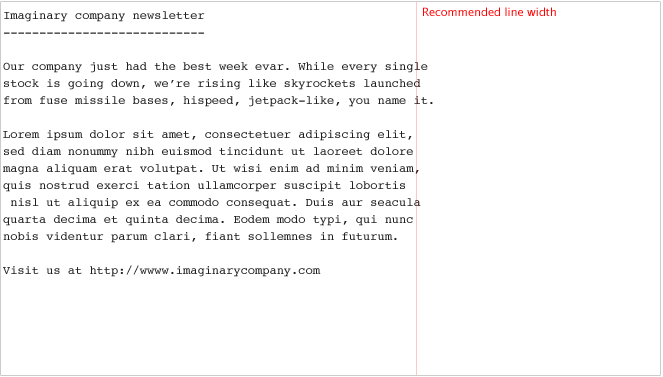 Imaginary company newsletter
----------------------------
Recommended line width
Our company just had the best week evar. While every single
stock is going down, we're rising like skyrockets launched
from fuse missile bases, hispeed, jetpack-like, you name it.
Lorem ipsum dolor sit amet, consectetuer adipiscing elit,
sed diam nonummy nibh euismod tincidunt ut laoreet dolore
magna aliquam erat volutpat. Ut wisi enim ad minim veniam,
quis nostrud exerci tation ullamcorper suscipit lobortis
 nisl ut aliquip ex ea commodo consequat. Duis aur seacula
quarta decima et quinta decima. Eodem modo typi, qui nunc
nobis videntur parum clari, fiant sollemnes in futurum.
Visit us at http://wwww.imaginarycompany.com